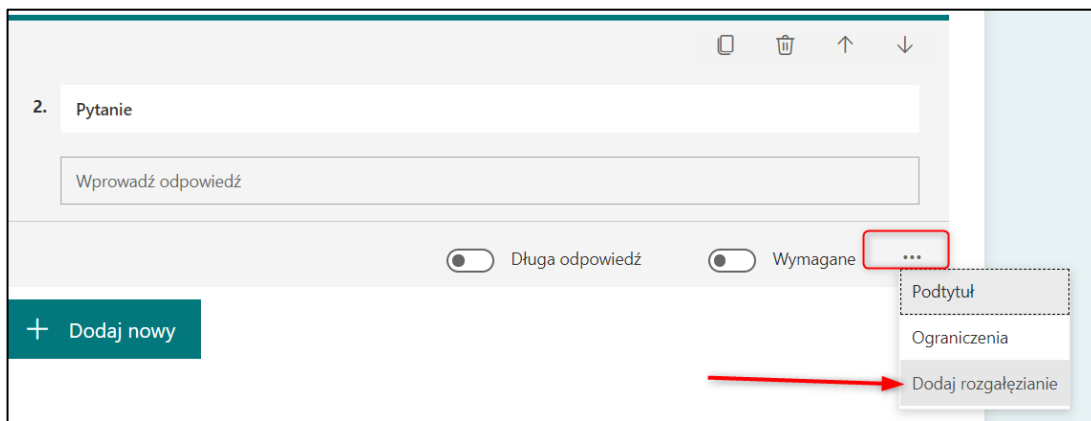 2. Pytanie
Wprowadź odpowiedź
Długa odpowiedź Wymagane ...
Podtytuł
+ Dodaj nowy
Ograniczenia
Dodaj rozgałęzianie